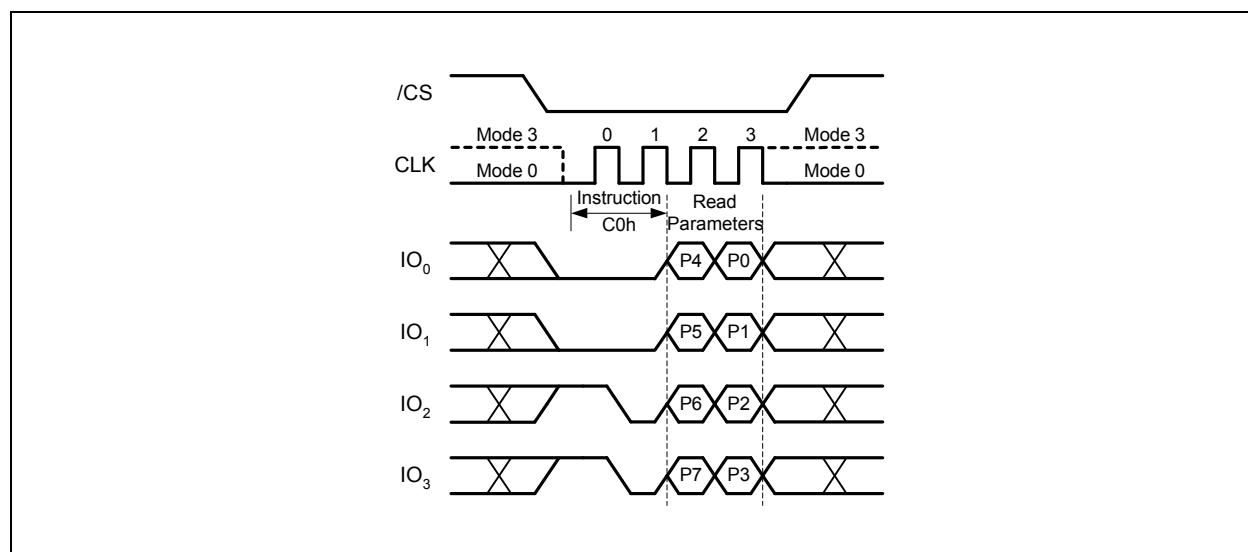 /CS
Mode 3 0 1 2 3 Mode 3
CLK
Mode 0 Mode 0
Instruction Read
C0h Parameters
IO0 P4 P0
IO1 P5 P1
IO2 P6 P2
IO3 P7 P3